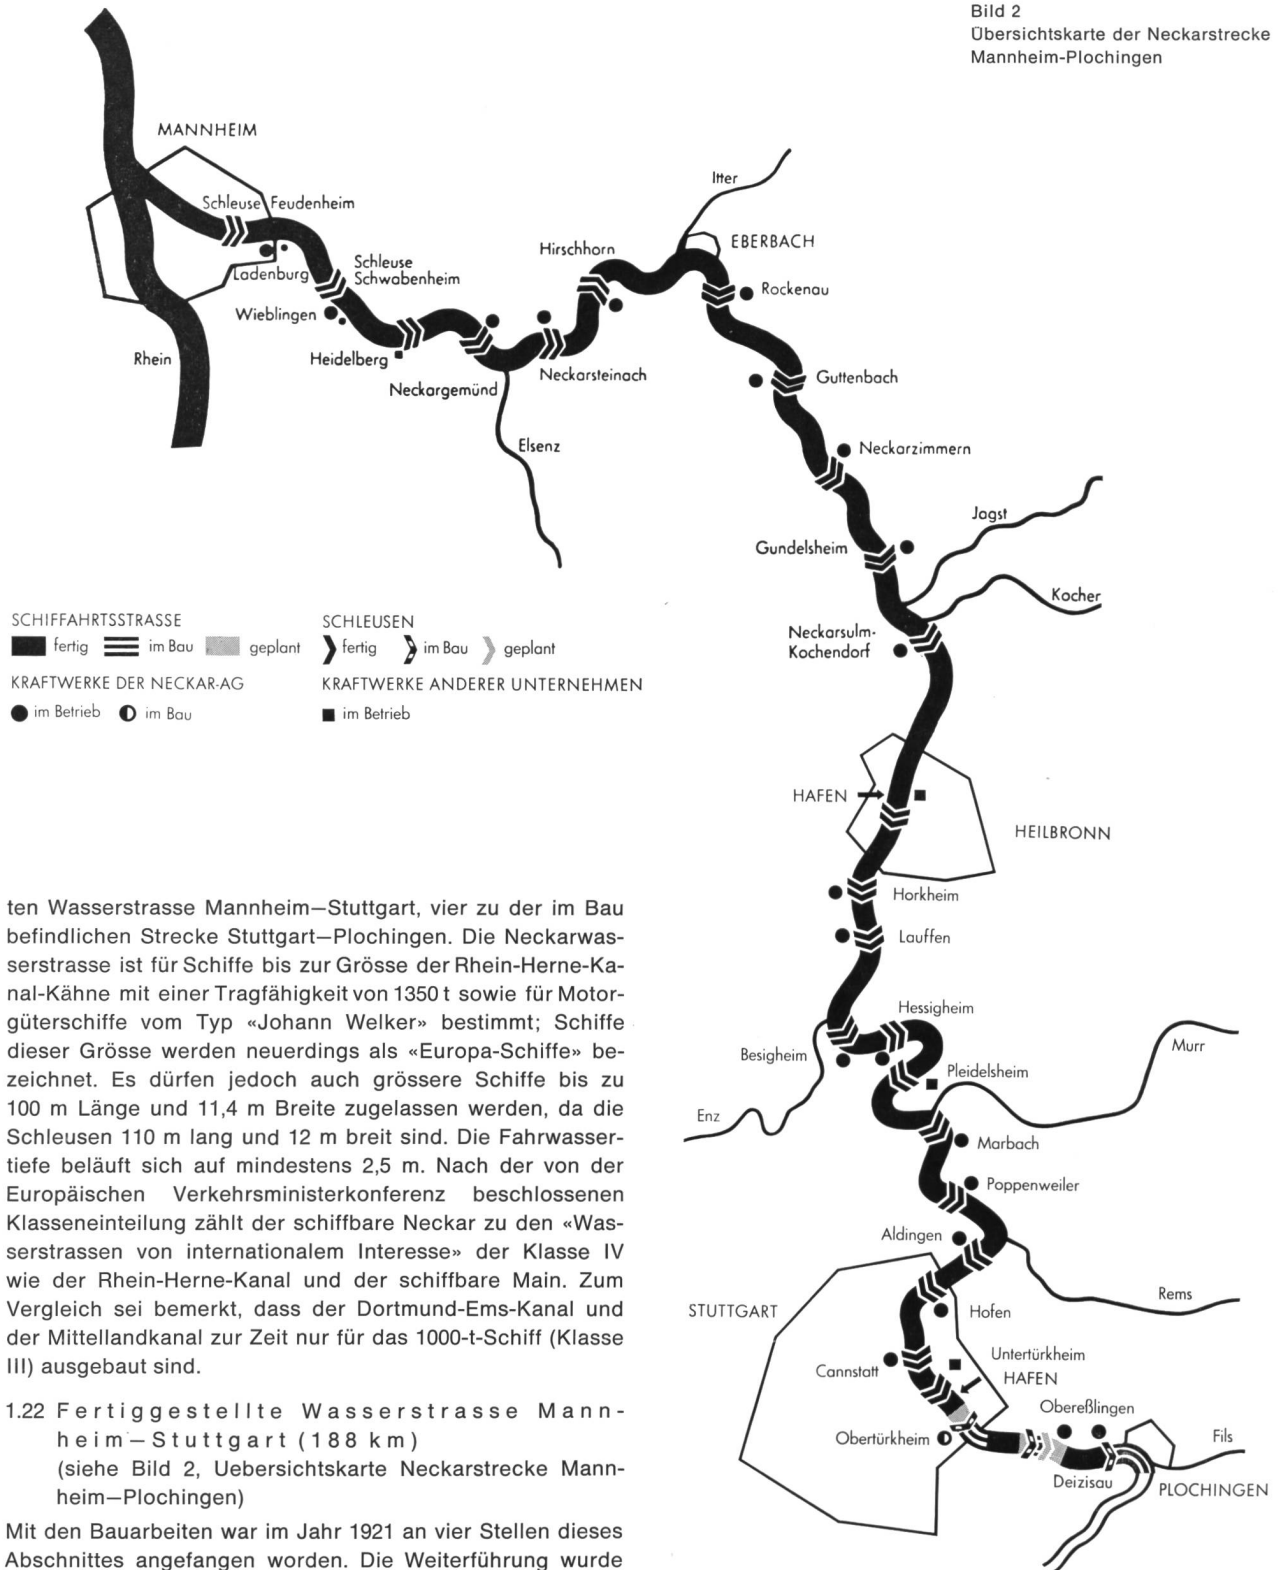 Bild 2
Übersichtskarte der Neckarstrecke
Mannheim-Plochingen
MANNHEIM
Schleuse Feudenheim
Ladenburg
Schleuse
Schwabenheim
Wieblingen
Rhein
Heidelberg
Neckargemünd
Elsenz
Neckarsteinach
Hirschhorn
Itter
EBERBACH
Rockenau
Guttenbach
Neckarzimmern
Jagst
Gundelsheim
Kocher
Neckarsulm-
Kochendorf
SCHIFFAHRTSSTRASSE
fertig im Bau geplant
SCHLEUSEN
fertig im Bau geplant
KRAFTWERKE DER NECKAR-AG
im Betrieb im Bau
KRAFTWERKE ANDERER UNTERNEHMEN
im Betrieb
HAFEN
HEILBRONN
Horkheim
Lauffen
Hessigheim
Besigheim
Pleidelsheim
Murr
Enz
Marbach
Poppenweiler
Aldingen
Rems
STUTTGART
Hofen
Untertürkheim
HAFEN
Cannstatt
Obereßlingen
Obertürkheim
Fils
Deizisau
PLOCHINGEN
ten Wasserstrasse Mannheim—Stuttgart, vier zu der im Bau
befindlichen Strecke Stuttgart—Plochingen. Die Neckarwas-
serstrasse ist für Schiffe bis zur Grösse der Rhein-Herne-Ka-
nal-Kähne mit einer Tragfähigkeit von 1350 t sowie für Motor-
güterschiffe vom Typ «Johann Welker» bestimmt; Schiffe
dieser Grösse werden neuerdings als «Europa-Schiffe» be-
zeichnet. Es dürfen jedoch auch grössere Schiffe bis zu
100 m Länge und 11,4 m Breite zugelassen werden, da die
Schleusen 110 m lang und 12 m breit sind. Die Fahrwasser-
tiefe beläuft sich auf mindestens 2,5 m. Nach der von der
Europäischen Verkehrsministerkonferenz beschlossenen
Klasseneinteilung zählt der schiffbare Neckar zu den «Was-
serstrassen von internationalem Interesse» der Klasse IV
wie der Rhein-Herne-Kanal und der schiffbare Main. Zum
Vergleich sei bemerkt, dass der Dortmund-Ems-Kanal und
der Mittellandkanal zur Zeit nur für das 1000-t-Schiff (Klasse
III) ausgebaut sind.
1.22 Fertiggestellte Wasserstrasse Mann-
heim—Stuttgart (188 km)
(siehe Bild 2, Uebersichtskarte Neckarstrecke Mann-
heim—Plochingen)
Mit den Bauarbeiten war im Jahr 1921 an vier Stellen dieses
Abschnittes angefangen worden. Die Weiterführung wurde